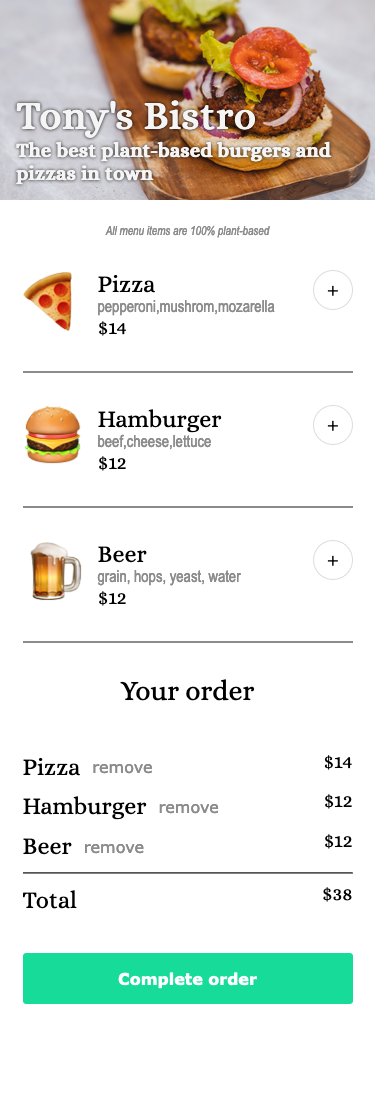 Tony's Bistro
The best plant-based burgers and
pizzas in town
All menu items are 100% plant-based
Pizza
pepperoni,mushrom,mozarella
$14
+
Hamburger
beef,cheese,lettuce
$12
+
Beer
grain, hops, yeast, water
$12
+
Your order
Pizza remove $14
Hamburger remove $12
Beer remove $12
Total $38
Complete order